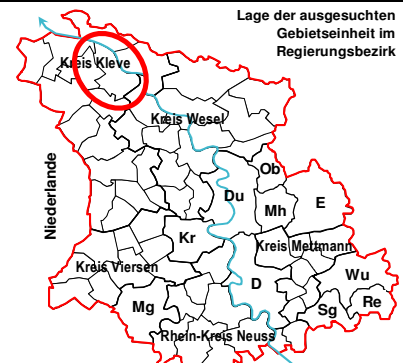 Lage der ausgesuchten
Gebietseinheit im
Regierungsbezirk
Kreis Kleve
Kreis Wesel
Niederlande
Ob
Du
Mh
E
Kr
Kreis Mettmann
Kreis Viersen
Wu
D
Mg
Sg
Re
Rhein-Kreis Neuss